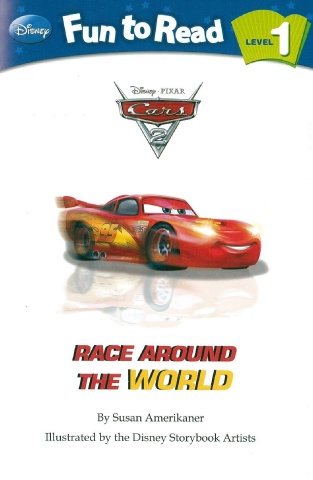 Disney
Fun to Read
LEVEL 1
Disney · PIXAR
Cars
2
95
RACE AROUND
THE WORLD
By Susan Amerikaner
Illustrated by the Disney Storybook Artists